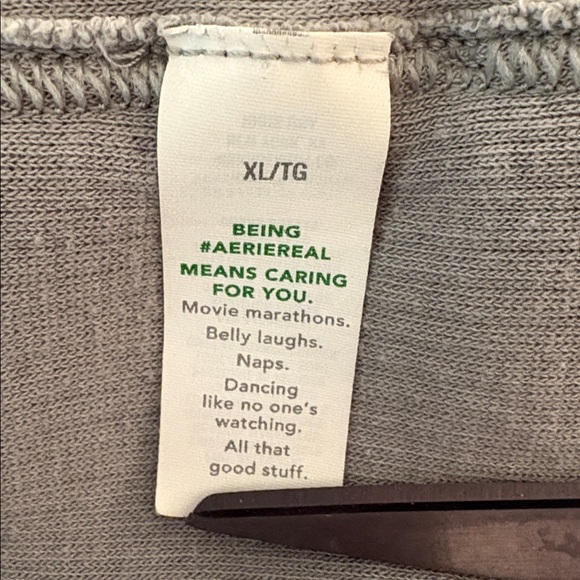 XL/TG
BEING
#AERIEREAL
MEANS CARING
FOR YOU.
Movie marathons.
Belly laughs.
Naps.
Dancing
like no one's
watching.
All that
good stuff.